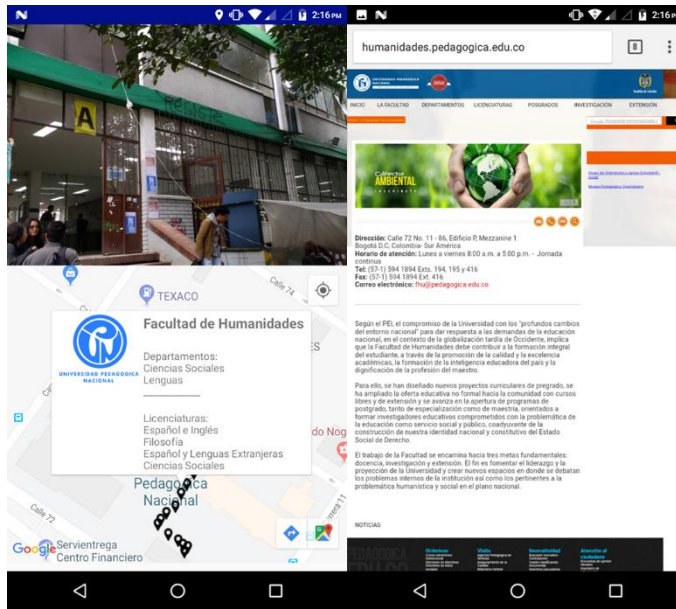 2:16 PM
A
Resiste
TEXACO
Calle 74
Facultad de Humanidades
UNIVERSIDAD PEDAGOGICA
NACIONAL
Departamentos:
Ciencias Sociales
Lenguas
Licenciaturas:
Español e Inglés
Filosofía
Español y Lenguas Extranjeras
Ciencias Sociales
do Nog
Pedagógica
Nacional
Calle 72
Google
Servientrega
Centro Financiero
2:16 P
humanidades.pedagogica.edu.co
8
UNIVERSIDAD PEDAGOGICA
NACIONAL
INICIO LA FACULTAD DEPARTAMENTOS LICENCIATURAS POSGRADOS INVESTIGACIÓN EXTENSIÓN
Cátedra
AMBIENTAL
Dirección: Calle 72 No. 11 - 86, Edificio P, Mezzanine 1
Bogotá D.C, Colombia- Sur América
Horario de atención: Lunes a viernes 8:00 a.m. a 5:00 p.m. - Jornada
continua
Tel: (57-1) 594 1894 Exts. 194, 195 y 416
Fax: (57-1) 594 1894 Ext. 416
Correo electrónico: fhu@pedagogica.edu.co
Según el PEI, el compromiso de la Universidad con los "profundos cambios
del entorno nacional" para dar respuesta a las demandas de la educación
nacional, en el contexto de la globalización tardía de Occidente, implica
que la Facultad de Humanidades debe contribuir a la formación integral
del estudiante, a través de la promoción de la calidad y la excelencia
académicas, la formación de la inteligencia educadora del país y la
dignificación de la profesión del maestro.
Para ello, se han diseñado nuevos proyectos curriculares de pregrado, se
ha ampliado la oferta educativa no formal hacia la comunidad con cursos
libres y de extensión y se avanza en la apertura de programas de
postgrado, tanto de especialización como de maestría, orientados a
formar investigadores educativos comprometidos con la problemática de
la educación como servicio social y público, coadyuvante de la
construcción de nuestra identidad nacional y constitutivo del Estado
Social de Derecho.
El trabajo de la Facultad se encamina hacia tres metas fundamentales:
docencia, investigación y extensión. El fin es fomentar el liderazgo y la
proyección de la Universidad y crear nuevos espacios en donde se debatan
los problemas internos de la institución así como los pertinentes a la
problemática humanística y social en el plano nacional.
NOTICIAS